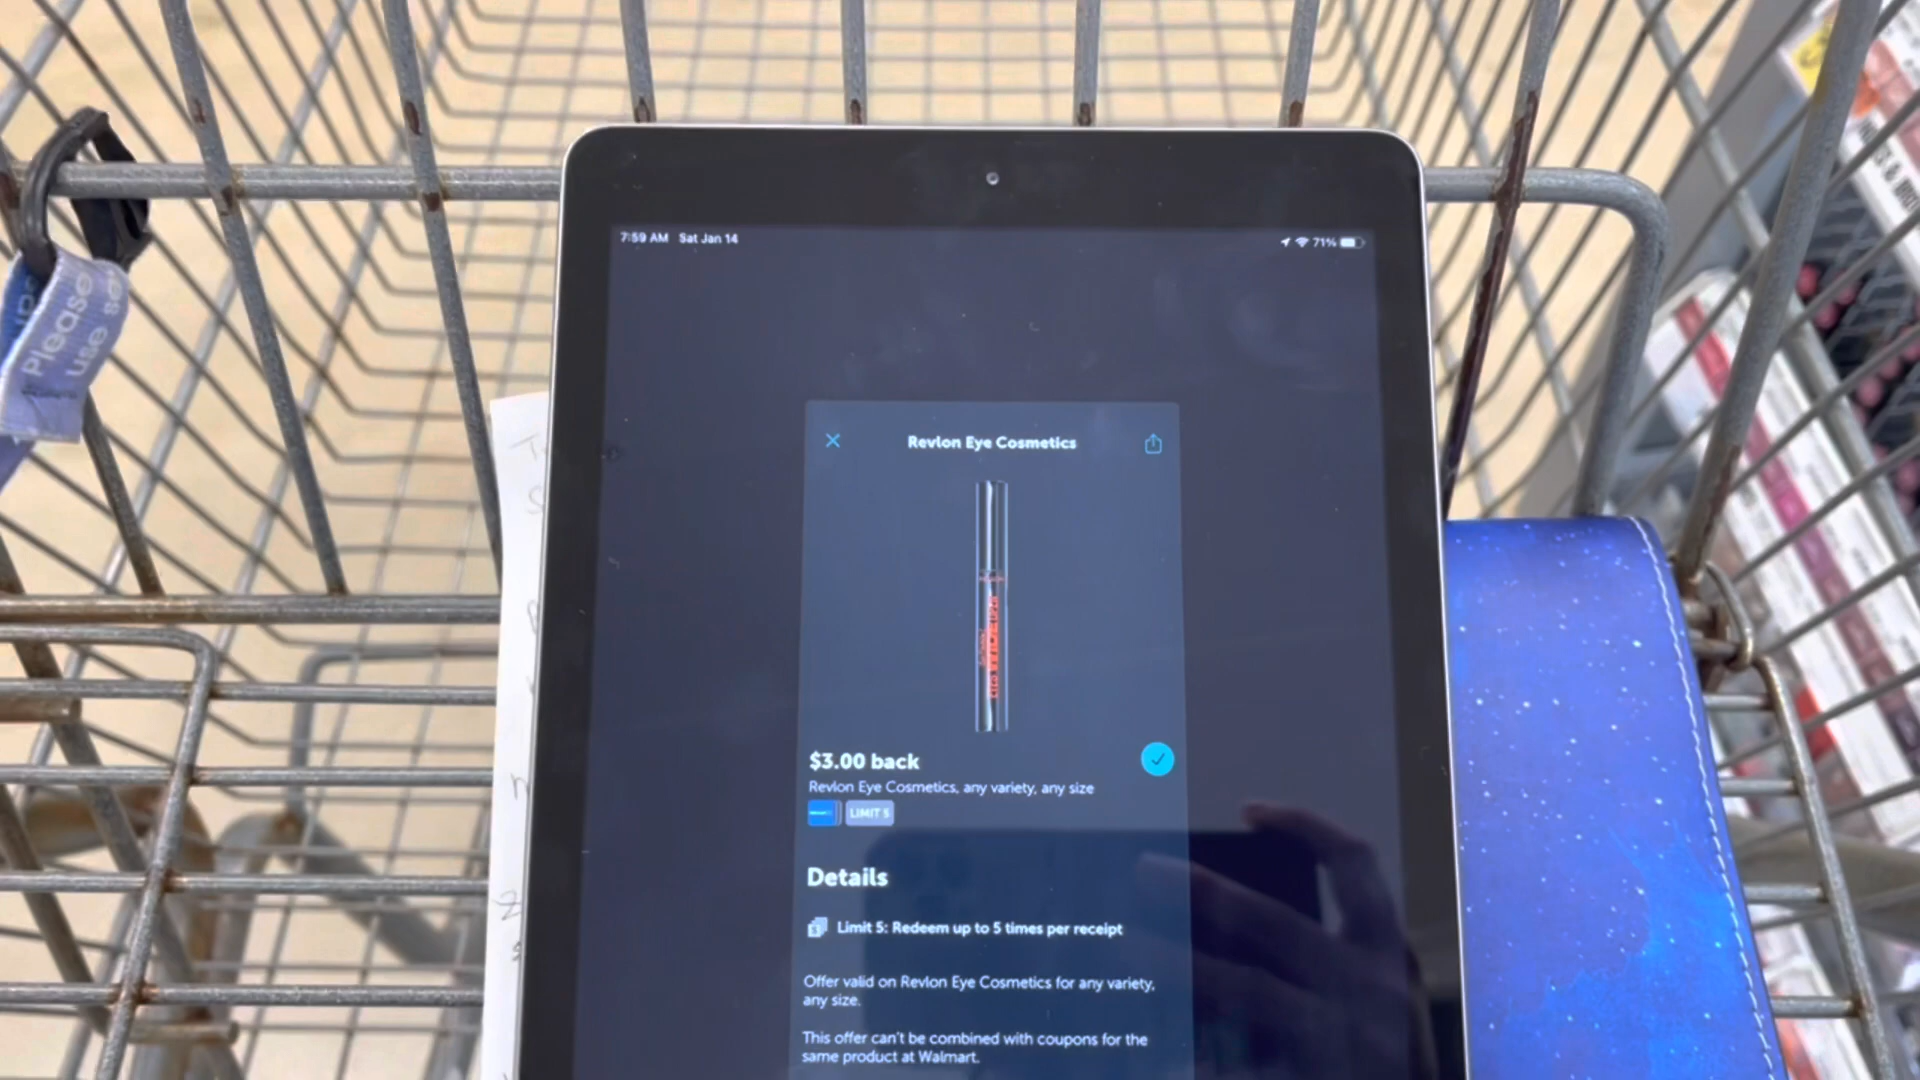 7:59 AM Sat Jan 14
71%
Revlon Eye Cosmetics
$3.00 back
Revlon Eye Cosmetics, any variety, any size
LIMIT 5
Details
Limit 5: Redeem up to 5 times per receipt
Offer valid on Revlon Eye Cosmetics for any variety,
any size.
This offer can't be combined with coupons for the
same product at Walmart.
Please
use